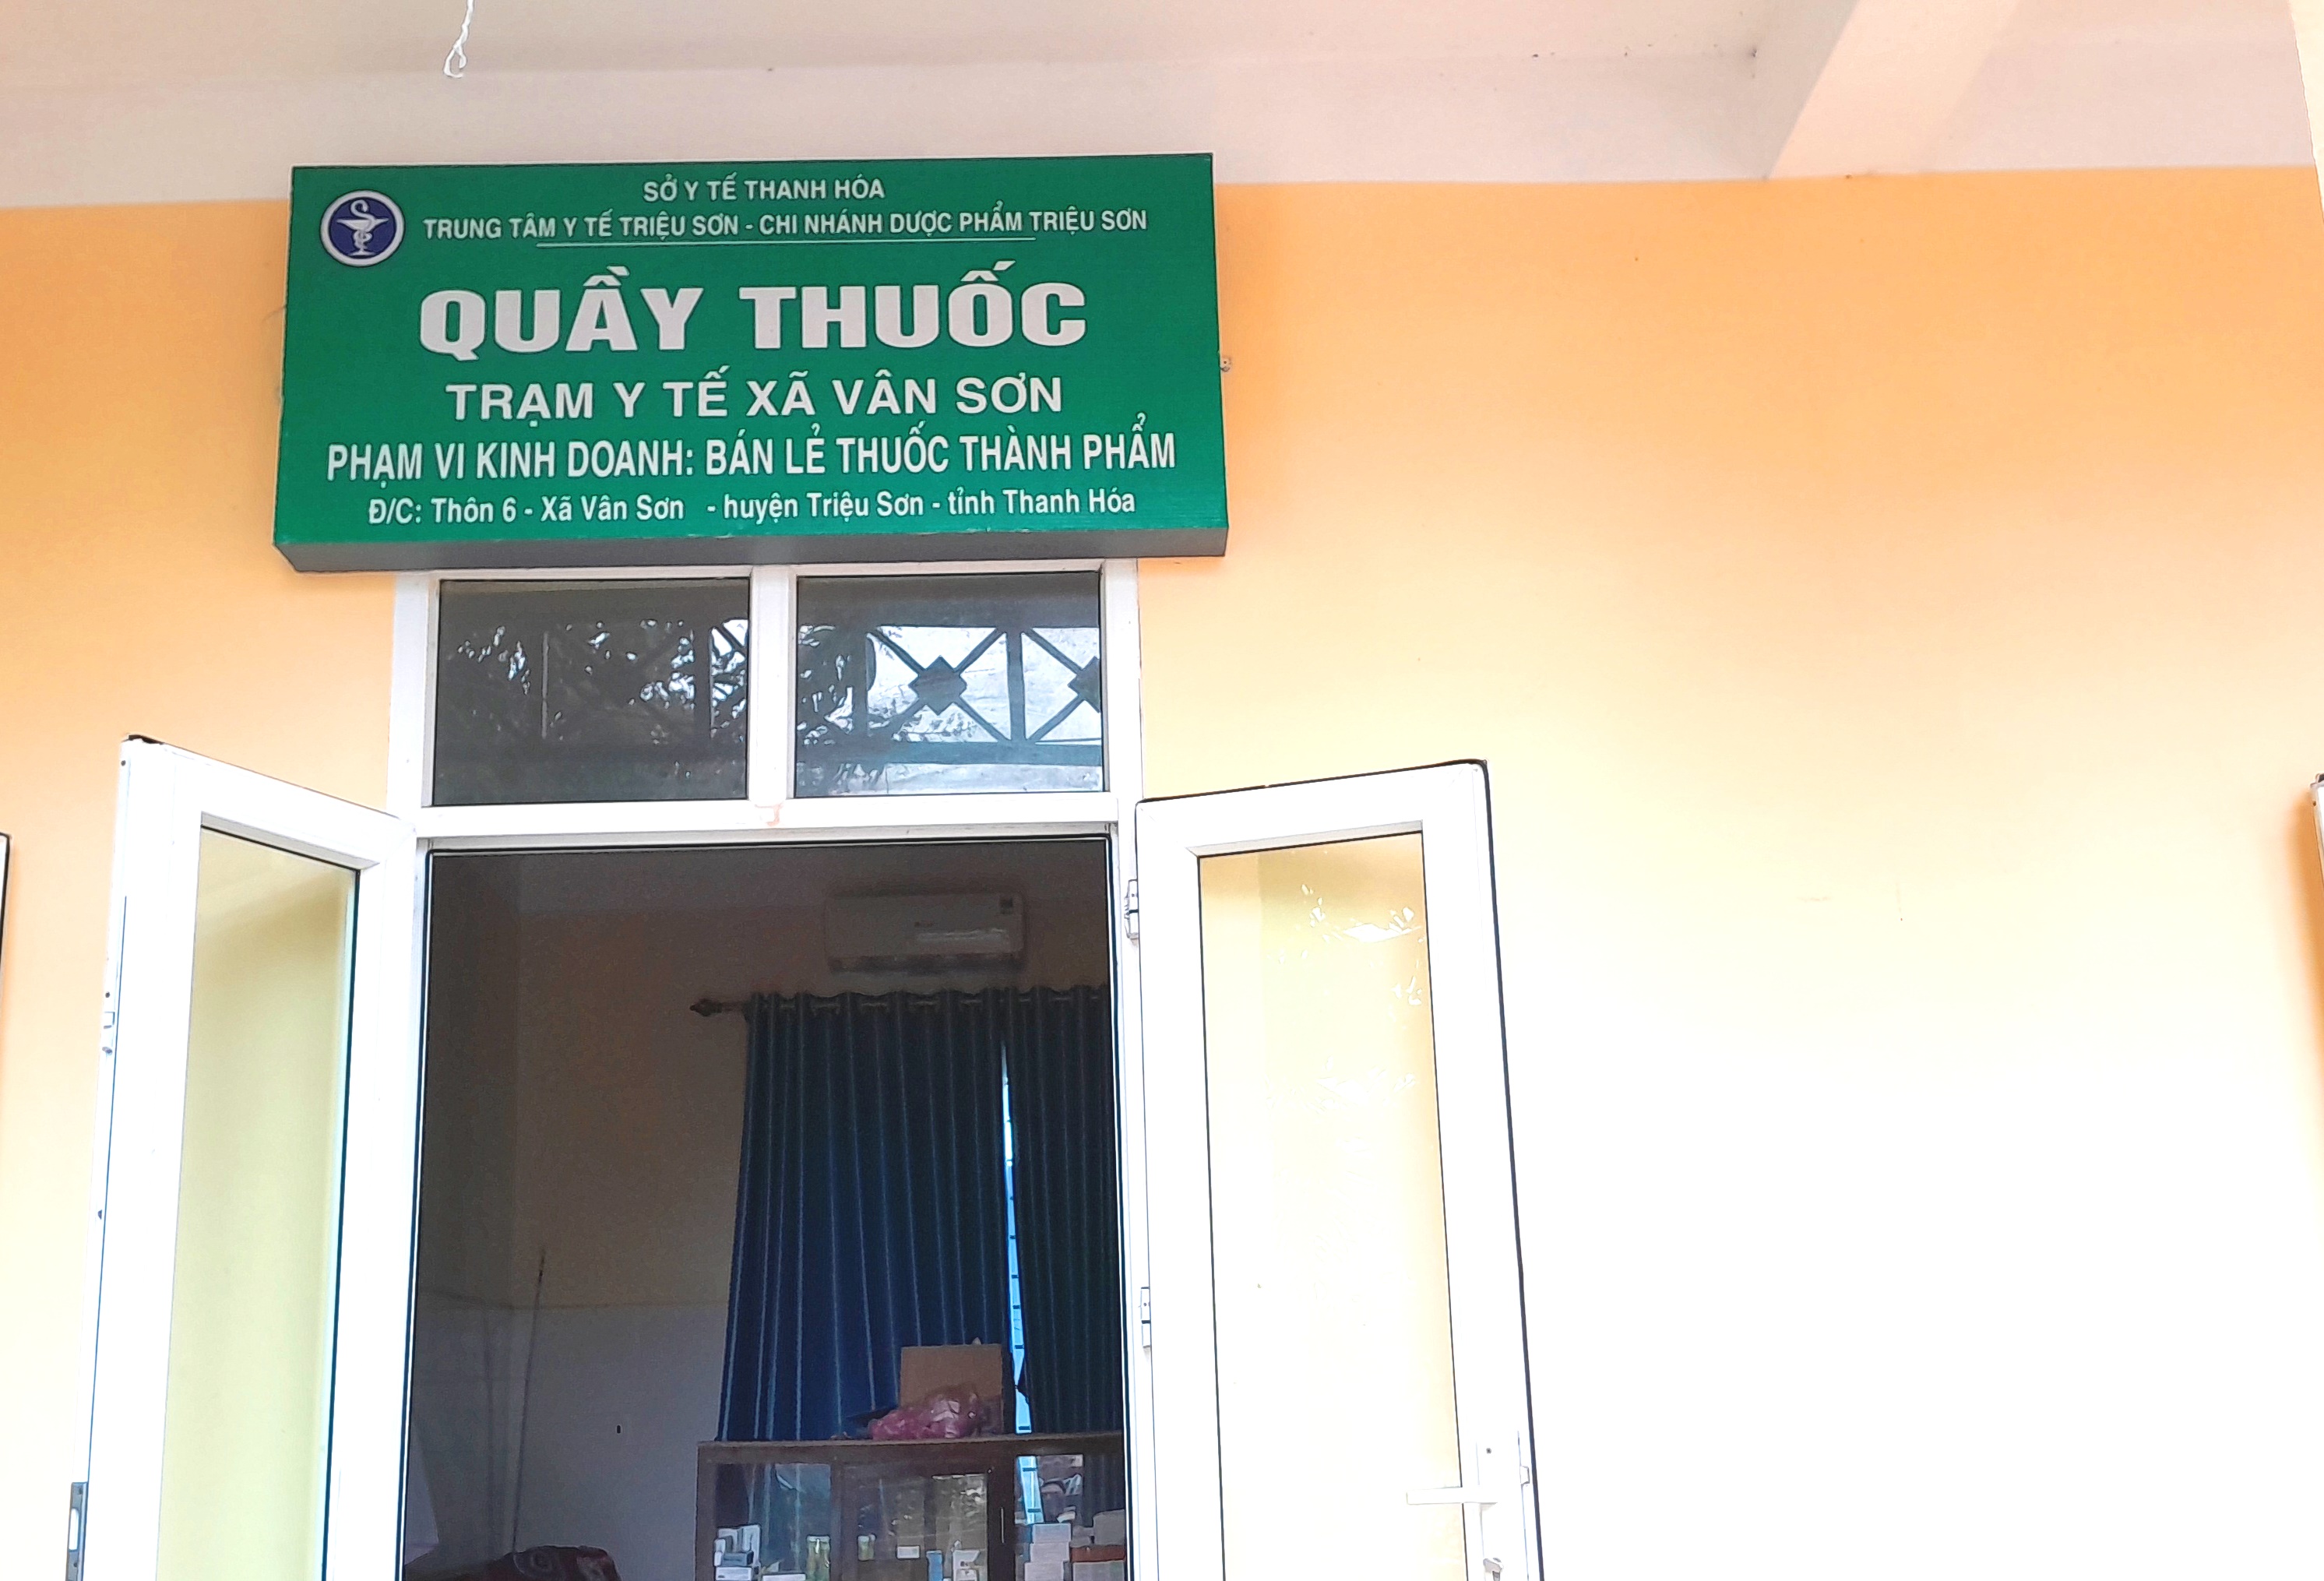 SỞ Y TẾ THANH HÓA
TRUNG TÂM Y TẾ TRIỆU SƠN - CHI NHÁNH DƯỢC PHẨM TRIỆU SƠN
QUẦY THUỐC
TRẠM Y TẾ XÃ VÂN SƠN
PHẠM VI KINH DOANH: BÁN LẺ THUỐC THÀNH PHẨM
Đ/C: Thôn 6 - Xã Vân Sơn - huyện Triệu Sơn - tỉnh Thanh Hóa